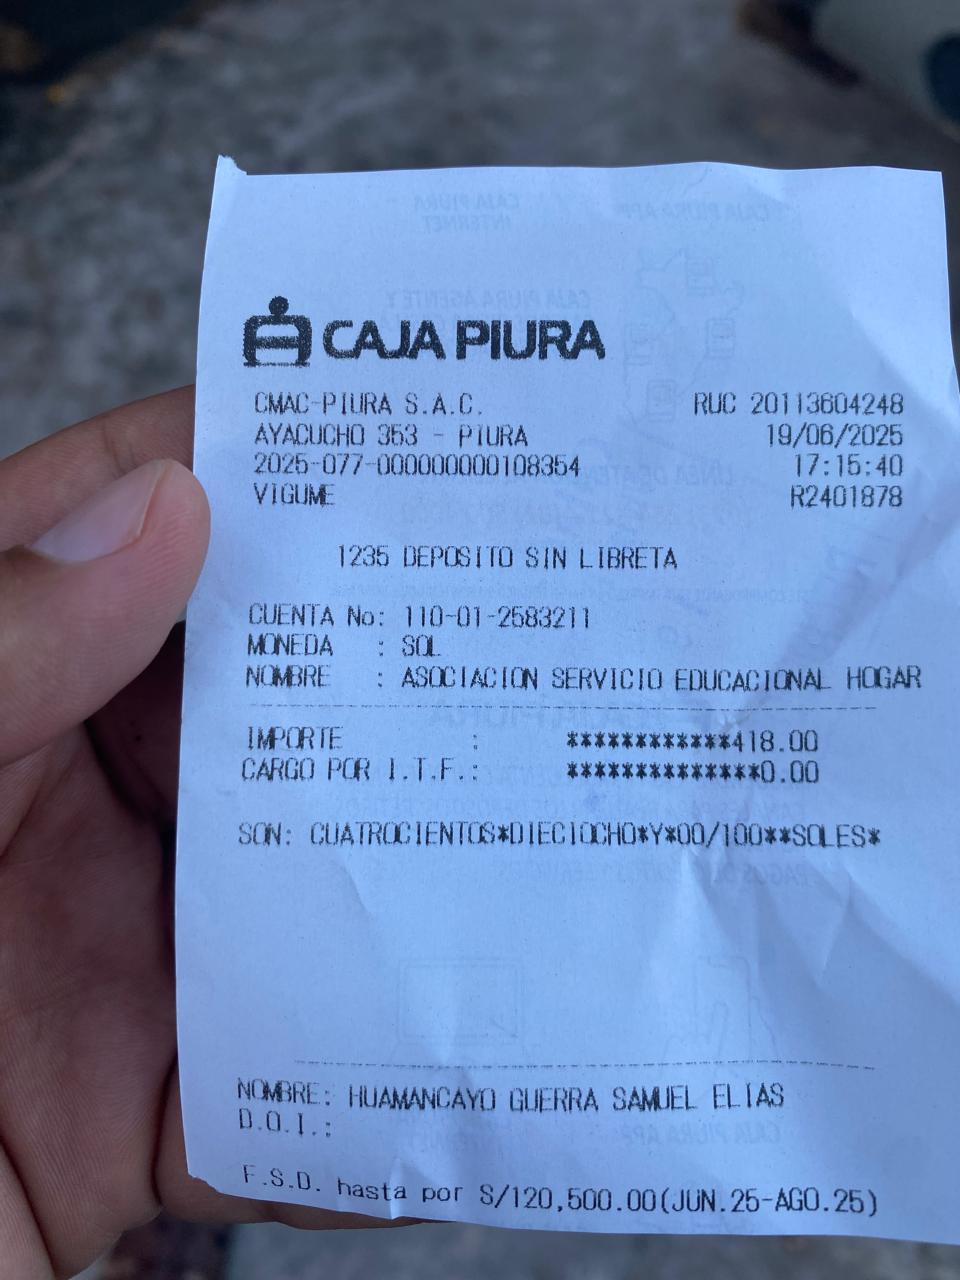 CAJA PIURA
CMAC-PIURA S.A.C. RUC 20113604248
AYACUCHO 353 - PIURA 19/06/2025
2025-077-000000000108354 17:15:40
VIGUME R2401878
1235 DEPOSITO SIN LIBRETA
CUENTA No: 110-01-2583211
MONEDA : SOL
NOMBRE : ASOCIACION SERVICIO EDUCACIONAL HOGAR
IMPORTE : ************418.00
CARGO POR I.T.F.: **************0.00
SON: CUATROCIENTOS*DIECIOCHO*Y*00/100**SOLES*
NOMBRE: HUAMANCAYO GUERRA SAMUEL ELIAS
D.O.I.:
F.S.D. hasta por S/120,500.00(JUN.25-AGO.25)